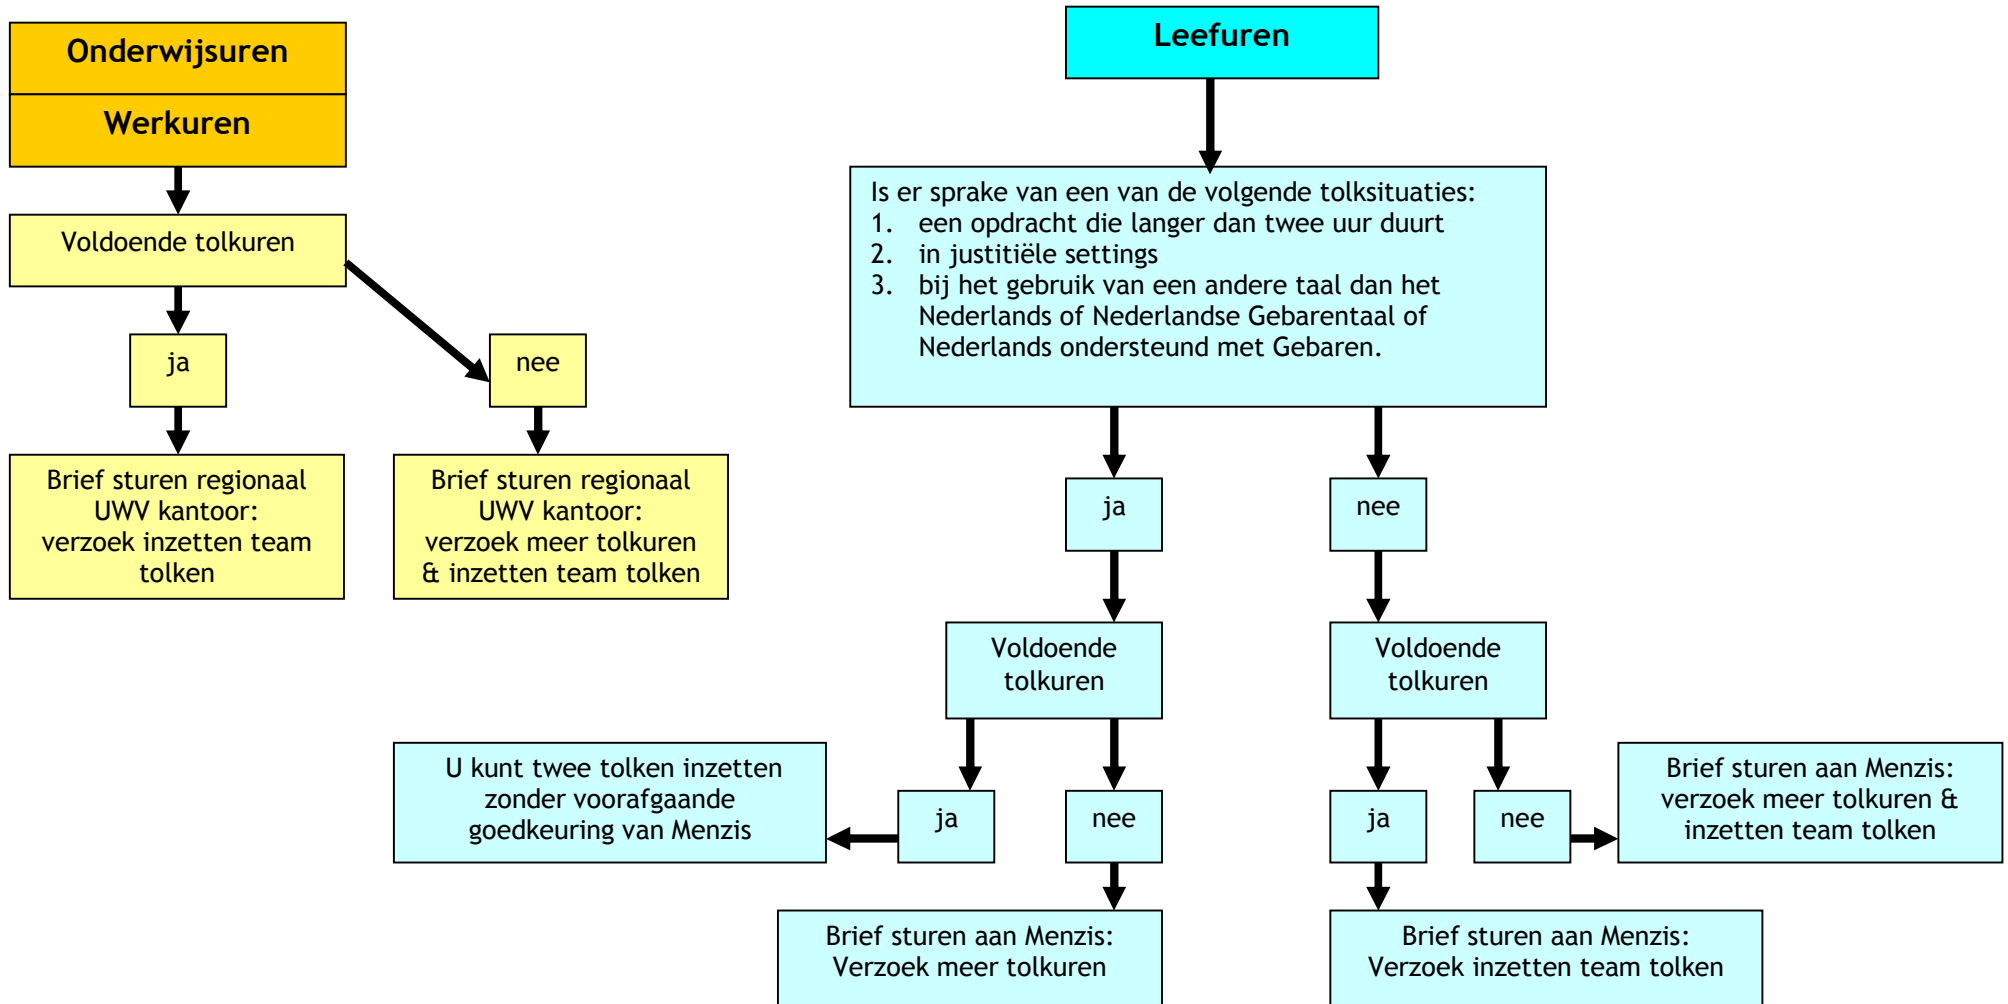 Onderwijsuren
Werkuren
Voldoende tolkuren
ja
nee
Brief sturen regionaal
UWV kantoor:
verzoek inzetten team
tolken
Brief sturen regionaal
UWV kantoor:
verzoek meer tolkuren
& inzetten team tolken
Leefuren
Is er sprake van een van de volgende tolksituaties:
1. een opdracht die langer dan twee uur duurt
2. in justitiële settings
3. bij het gebruik van een andere taal dan het
Nederlands of Nederlandse Gebarentaal of
Nederlands ondersteund met Gebaren.
ja
nee
Voldoende
tolkuren
Voldoende
tolkuren
U kunt twee tolken inzetten
zonder voorafgaande
goedkeuring van Menzis
ja
nee
ja
nee
Brief sturen aan Menzis:
verzoek meer tolkuren &
inzetten team tolken
Brief sturen aan Menzis:
Verzoek meer tolkuren
Brief sturen aan Menzis:
Verzoek inzetten team tolken